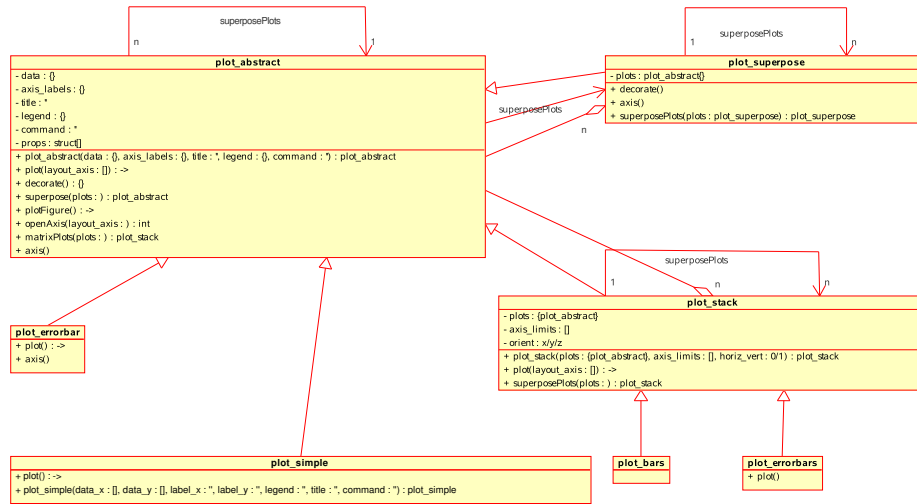 superposePlots
n
1
plot_abstract
- data : {}
- axis_labels : {}
- title : ''
- legend : {}
- command : ''
- props : struct[]
+ plot_abstract(data : {}, axis_labels : {}, title : '', legend : {}, command : '') : plot_abstract
+ plot(layout_axis : []) : ->
+ decorate() : {}
+ superpose(plots : ) : plot_abstract
+ plotFigure() : ->
+ openAxis(layout_axis : ) : int
+ matrixPlots(plots : ) : plot_stack
+ axis()
superposePlots
1
n
plot_superpose
- plots : plot_abstract{}
+ decorate()
+ axis()
+ superposePlots(plots : plot_superpose) : plot_superpose
superposePlots
n
superposePlots
1
n
n
plot_stack
- plots : {plot_abstract}
- axis_limits : []
- orient : x/y/z
+ plot_stack(plots : {plot_abstract}, axis_limits : [], horiz_vert : 0/1) : plot_stack
+ plot(layout_axis : []) : ->
+ superposePlots(plots : ) : plot_stack
plot_errorbar
+ plot() : ->
+ axis()
plot_simple
+ plot() : ->
+ plot_simple(data_x : [], data_y : [], label_x : '', label_y : '', legend : '', title : '', command : '') : plot_simple
plot_bars
plot_errorbars
+ plot()